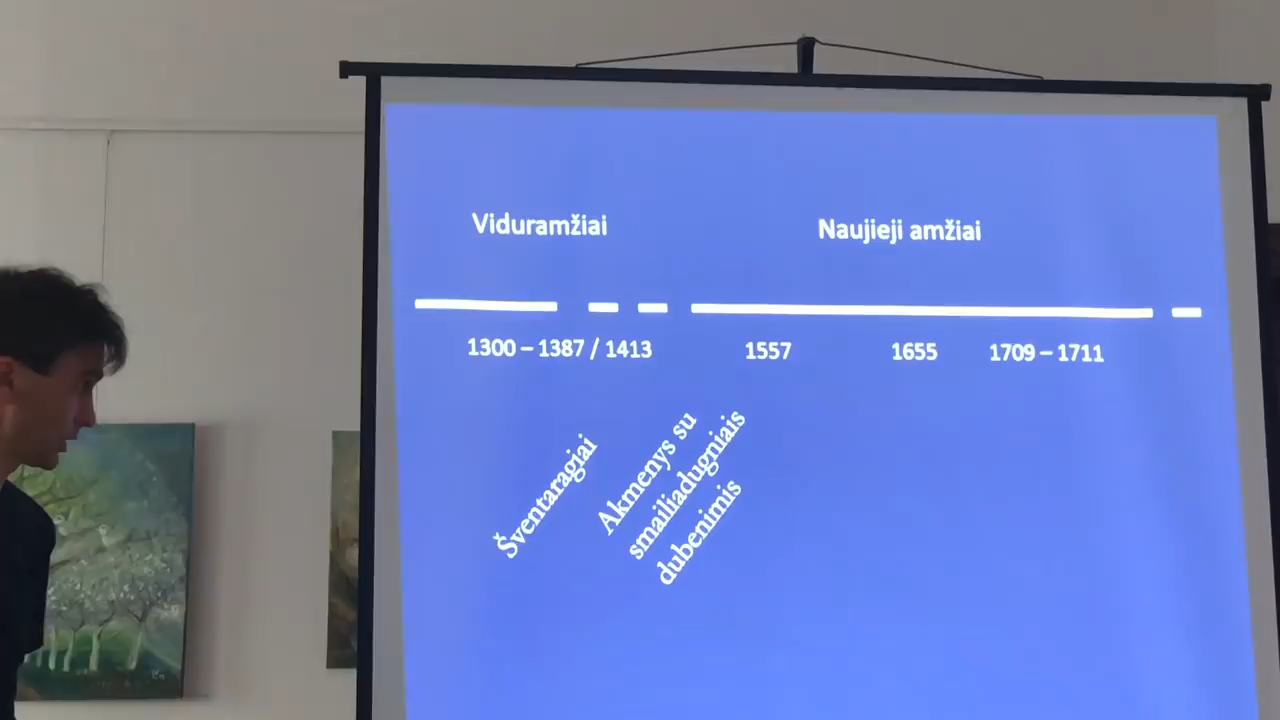 Viduramžiai
Naujieji amžiai
1300 – 1387 / 1413
1557
1655
1709 – 1711
Šventaragiai
Akmenys su
smailiadugniais
dubenimis